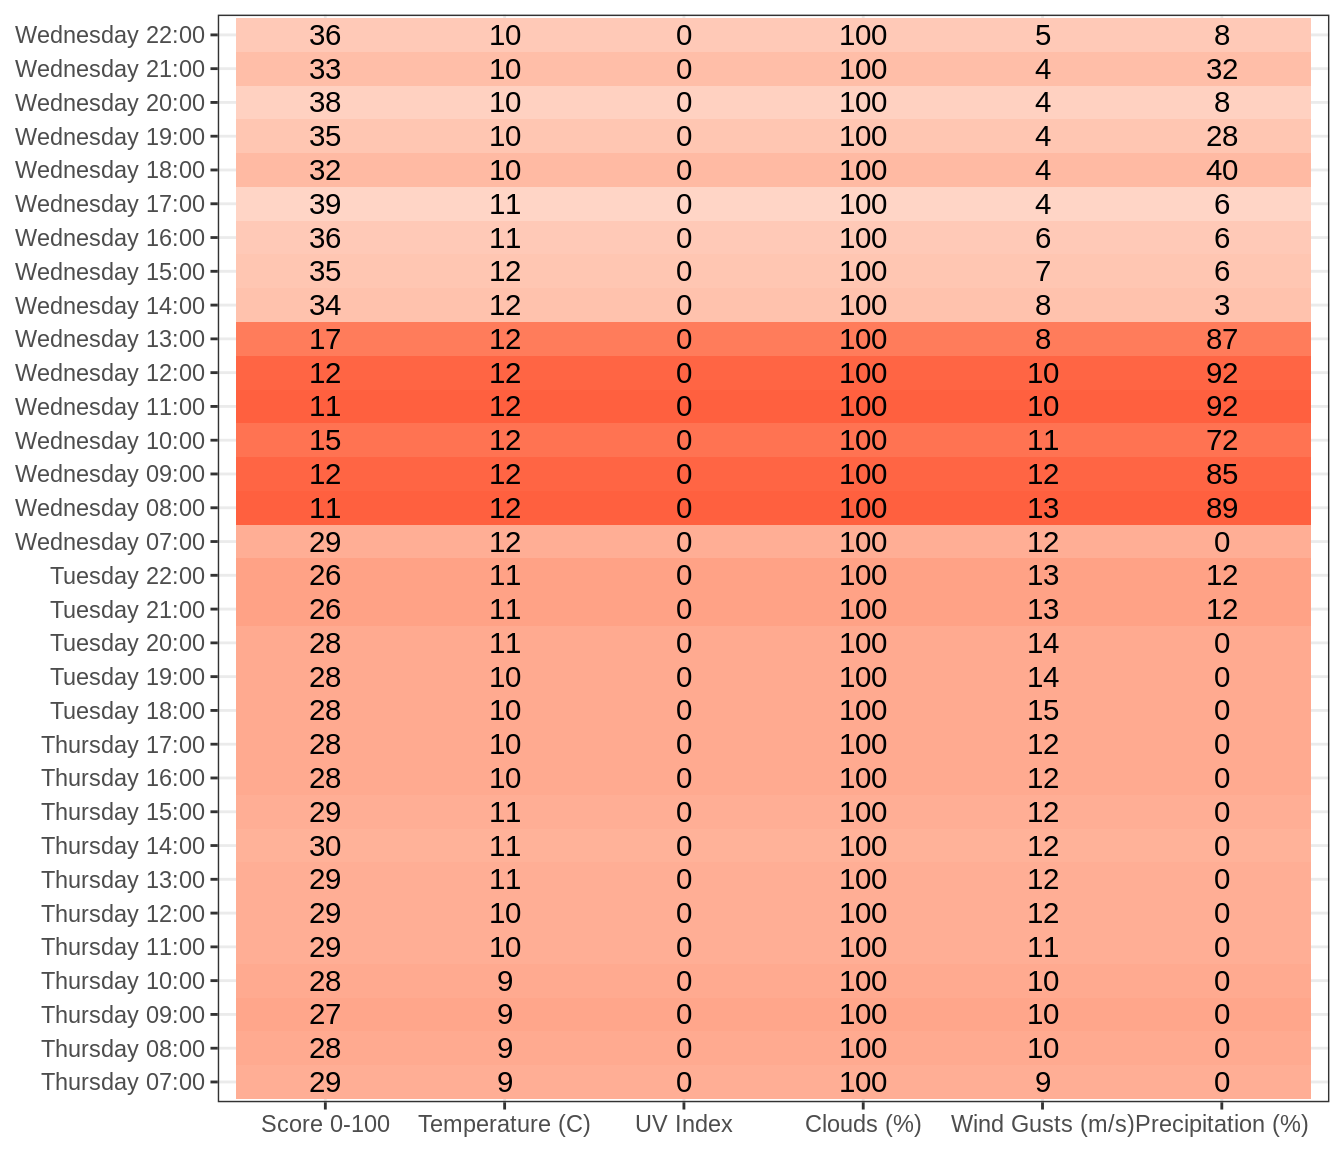 Wednesday 22:00 36 10 0 100 5 8
Wednesday 21:00 33 10 0 100 4 32
Wednesday 20:00 38 10 0 100 4 8
Wednesday 19:00 35 10 0 100 4 28
Wednesday 18:00 32 10 0 100 4 40
Wednesday 17:00 39 11 0 100 4 6
Wednesday 16:00 36 11 0 100 6 6
Wednesday 15:00 35 12 0 100 7 6
Wednesday 14:00 34 12 0 100 8 3
Wednesday 13:00 17 12 0 100 8 87
Wednesday 12:00 12 12 0 100 10 92
Wednesday 11:00 11 12 0 100 10 92
Wednesday 10:00 15 12 0 100 11 72
Wednesday 09:00 12 12 0 100 12 85
Wednesday 08:00 11 12 0 100 13 89
Wednesday 07:00 29 12 0 100 12 0
Tuesday 22:00 26 11 0 100 13 12
Tuesday 21:00 26 11 0 100 13 12
Tuesday 20:00 28 11 0 100 14 0
Tuesday 19:00 28 10 0 100 14 0
Tuesday 18:00 28 10 0 100 15 0
Thursday 17:00 28 10 0 100 12 0
Thursday 16:00 28 10 0 100 12 0
Thursday 15:00 29 11 0 100 12 0
Thursday 14:00 30 11 0 100 12 0
Thursday 13:00 29 11 0 100 12 0
Thursday 12:00 29 10 0 100 12 0
Thursday 11:00 29 10 0 100 11 0
Thursday 10:00 28 9 0 100 10 0
Thursday 09:00 27 9 0 100 10 0
Thursday 08:00 28 9 0 100 10 0
Thursday 07:00 29 9 0 100 9 0
Score 0-100 Temperature (C) UV Index Clouds (%) Wind Gusts (m/s) Precipitation (%)